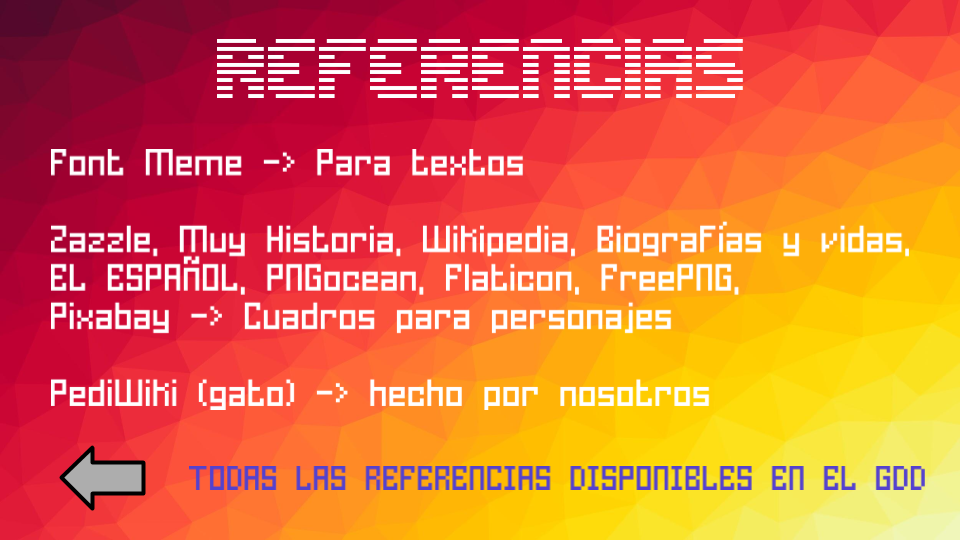 REFERENCIAS
Font Meme -> Para textos
Zazzle, Muy Historia, Wikipedia, Biografías y vidas,
EL ESPAÑOL, PNGocean, Flaticon, FreePNG,
Pixabay -> Cuadros para personajes
PediWiki (gato) -> hecho por nosotros
TODAS LAS REFERENCIAS DISPONIBLES EN EL GDD